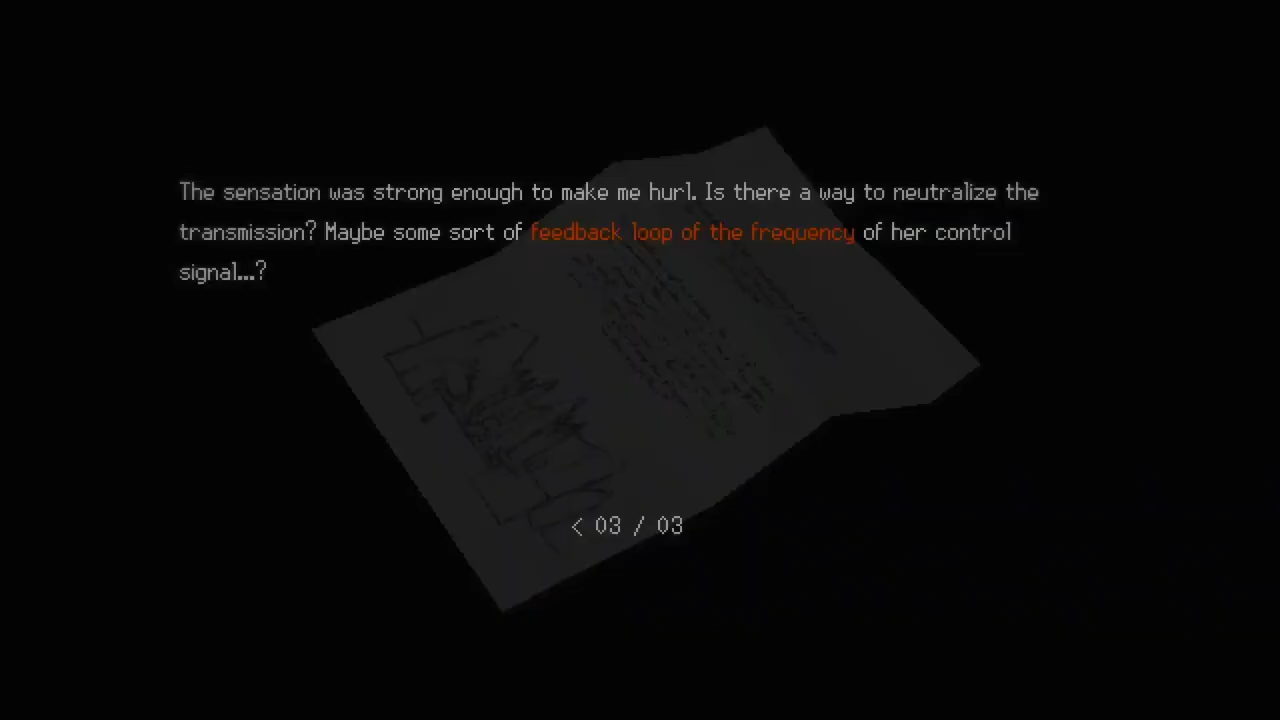 The sensation was strong enough to make me hurl. Is there a way to neutralize the
transmission? Maybe some sort of feedback loop of the frequency of her control
signal...?
< 03 / 03